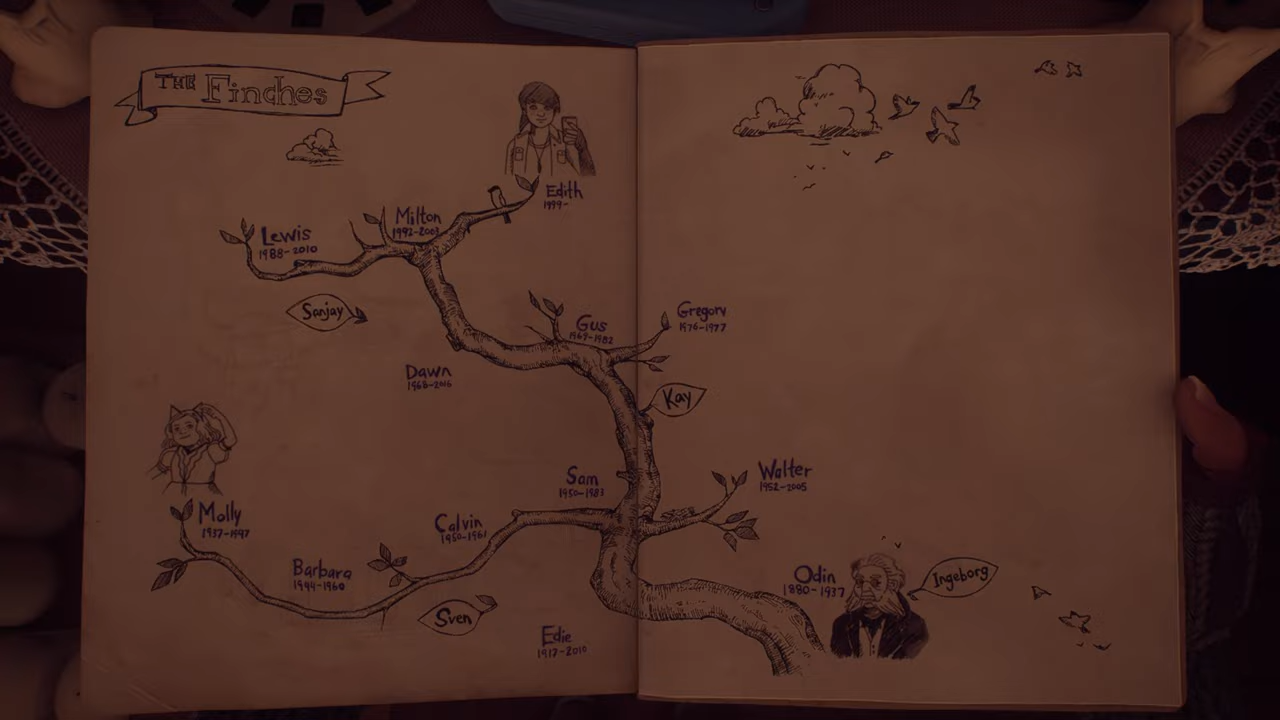 THE Finches
Edith
1999-
Milton
1992-2003
Lewis
1988-2010
Sanjay
Gus
1969-1982
Gregory
1976-1977
Dawn
1968-2016
Kay
Sam
1950-1983
Walter
1952-2005
Molly
1937-1947
Calvin
1950-1961
Barbara
1944-1960
Sven
Odin
1880-1937
Ingeborg
Edie
1917-2010